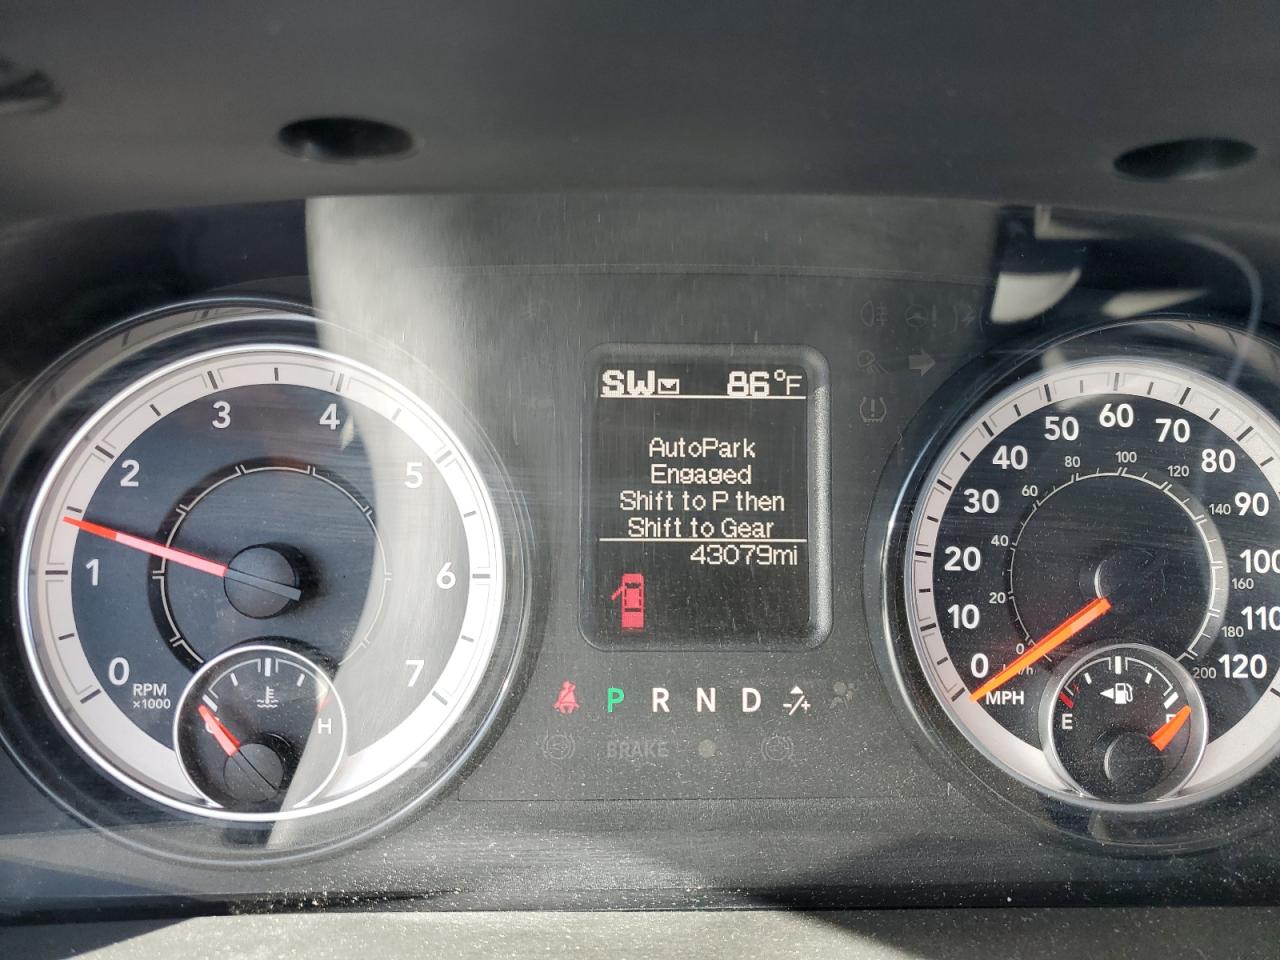 SW 86°F
AutoPark
Engaged
Shift to P then
Shift to Gear
43079mi
0 1 2 3 4 5 6 7
RPM
×1000
H
P R N D -/+
BRAKE
0 10 20 30 40 50 60 70 80 90 100 110 120
MPH
0 20 40 60 80 100 120 140 160 180 200
E